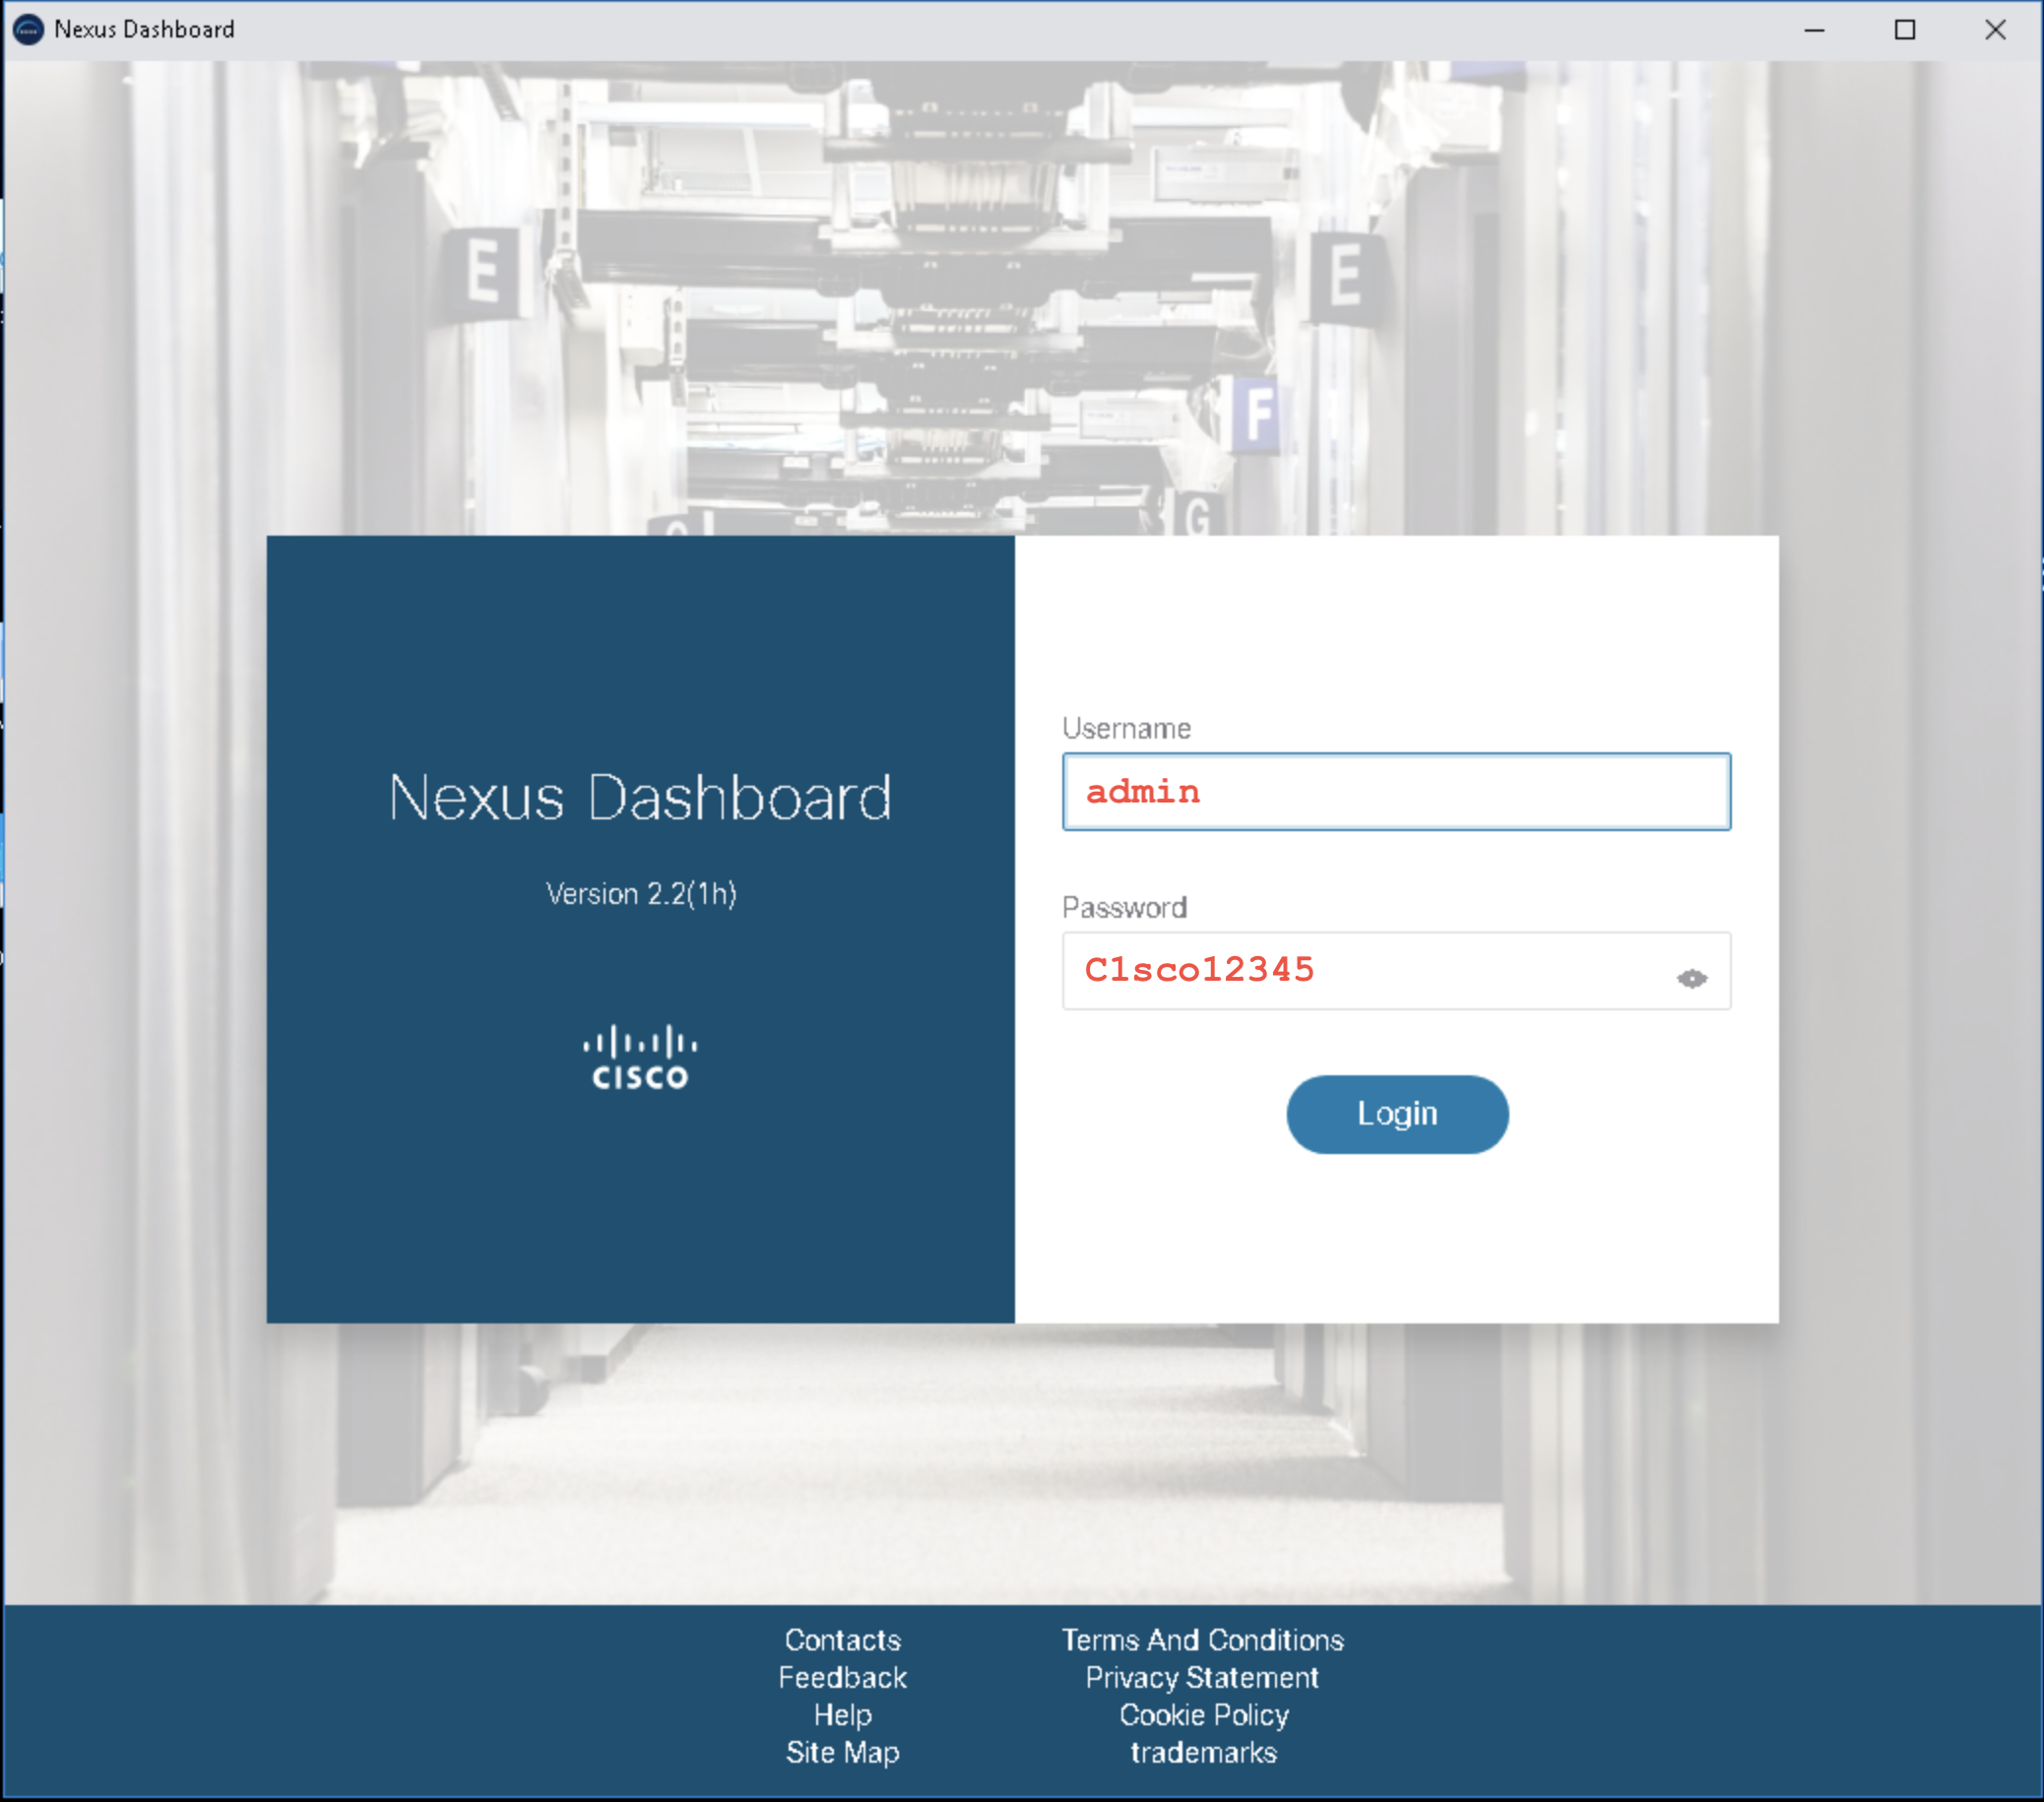 Nexus Dashboard
E
E
F
G
Nexus Dashboard
Version 2.2(1h)
CISCO
Username
admin
Password
C1sco12345
Login
Contacts
Feedback
Help
Site Map
Terms And Conditions
Privacy Statement
Cookie Policy
trademarks